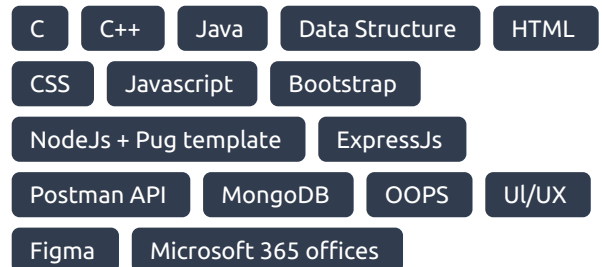 C C++ Java Data Structure HTML
CSS Javascript Bootstrap
NodeJs + Pug template ExpressJs
Postman API MongoDB OOPS Ul/UX
Figma Microsoft 365 offices